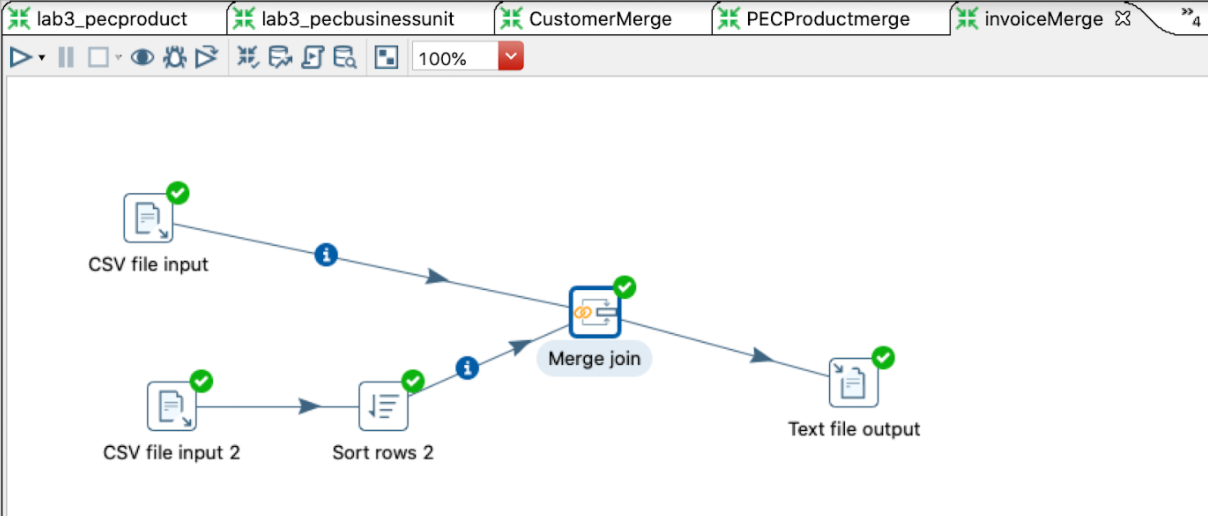 lab3_pecproduct
lab3_pecbusinessunit
CustomerMerge
PECProductmerge
invoiceMerge
»4
100%
CSV file input
Merge join
CSV file input 2
Sort rows 2
Text file output